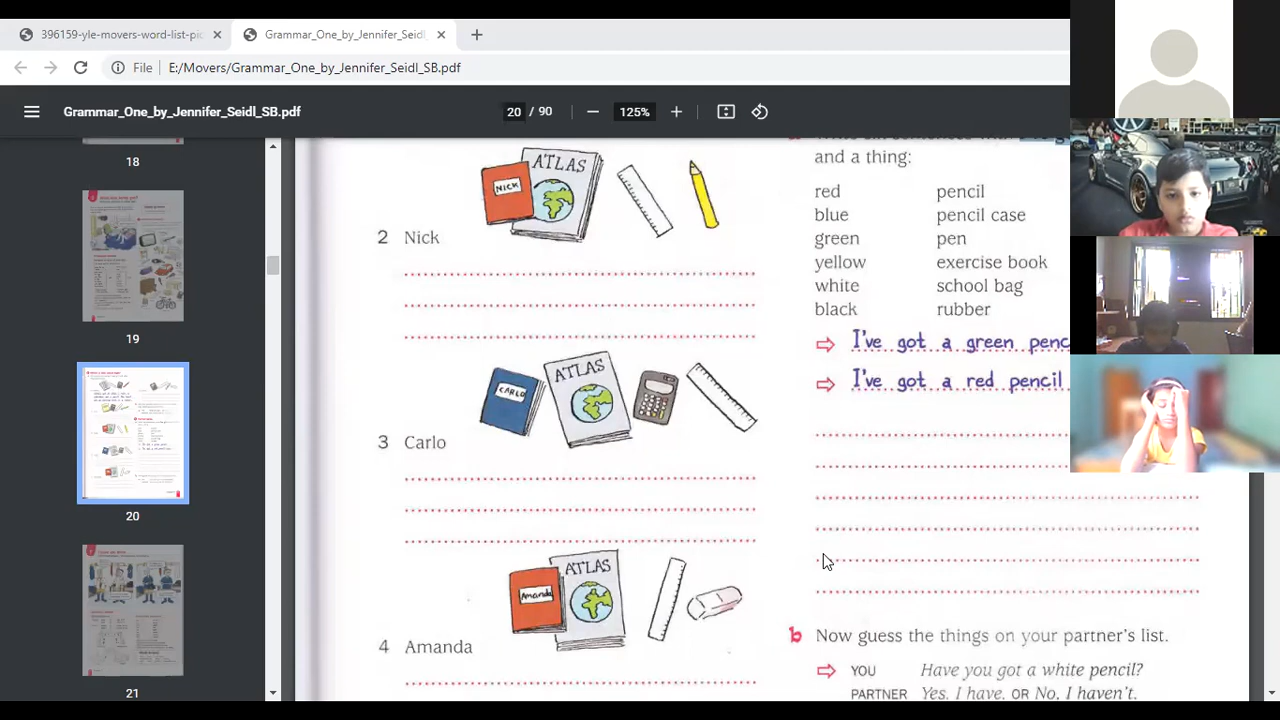 396159-yle-movers-word-list-pic
Grammar_One_by_Jennifer_Seidl_
File
E:/Movers/Grammar_One_by_Jennifer_Seidl_SB.pdf
Grammar_One_by_Jennifer_Seidl_SB.pdf
20 / 90
125%
18
19
20
21
ATLAS
NICK
2 Nick
ATLAS
CARLO
3 Carlo
ATLAS
Amanda
4 Amanda
and a thing:
red pencil
blue pencil case
green pen
yellow exercise book
white school bag
black rubber
I've got a green penc
I've got a red pencil
b Now guess the things on your partner's list.
YOU Have you got a white pencil?
PARTNER Yes, I have. OR No, I haven't.